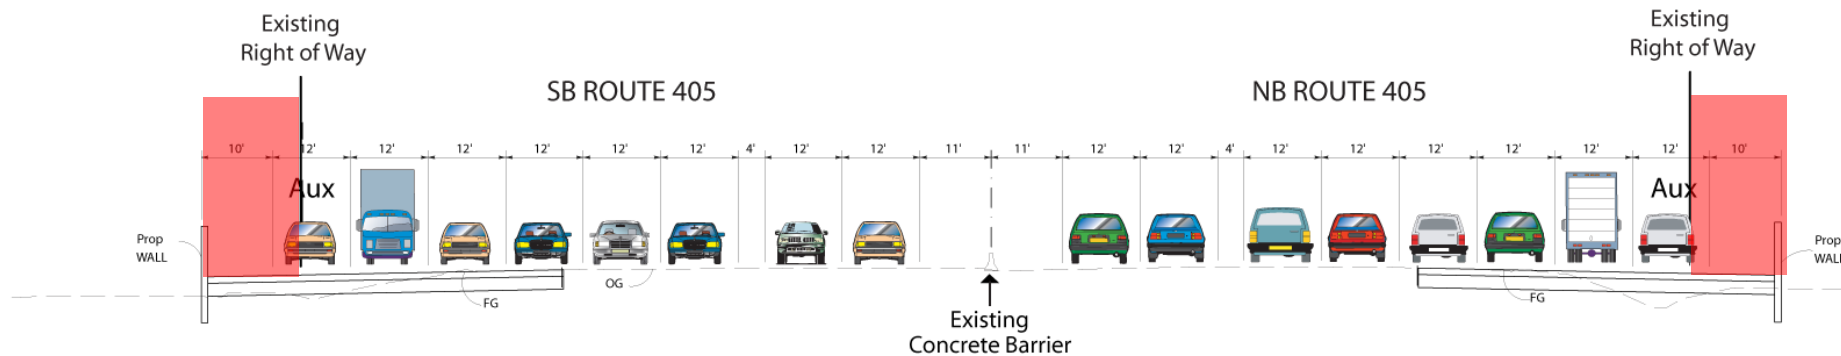 Existing
Right of Way
Existing
Right of Way
SB ROUTE 405
NB ROUTE 405
10' 12' 12' 12' 12' 12' 12' 4' 12' 12' 11' 11' 12' 12' 4' 12' 12' 12' 12' 12' 12' 10'
Aux
Aux
Prop
WALL
Prop
WALL
FG
OG
FG
Existing
Concrete Barrier